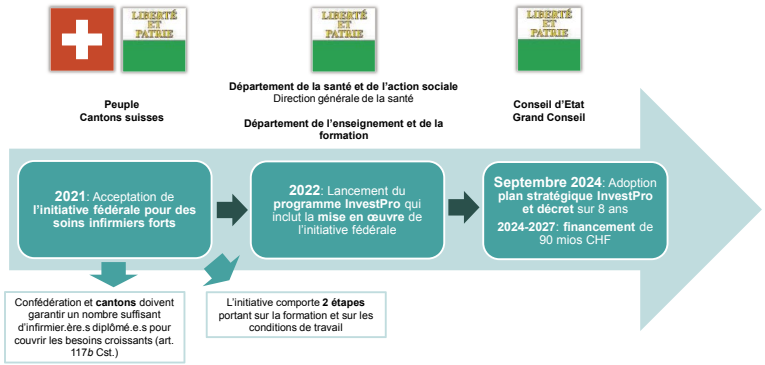 LIBERTÉ
ET
PATRIE
LIBERTÉ
ET
PATRIE
LIBERTÉ
ET
PATRIE
Peuple
Cantons suisses
Département de la santé et de l'action sociale
Direction générale de la santé
Département de l'enseignement et de la
formation
Conseil d'Etat
Grand Conseil
2021: Acceptation de
l'initiative fédérale pour des
soins infirmiers forts
2022: Lancement du
programme InvestPro qui
inclut la mise en œuvre de
l'initiative fédérale
Septembre 2024: Adoption
plan stratégique InvestPro
et décret sur 8 ans
2024-2027: financement de
90 mios CHF
Confédération et cantons doivent
garantir un nombre suffisant
d'infirmier.ère.s diplômé.e.s pour
couvrir les besoins croissants (art.
117b Cst.)
L'initiative comporte 2 étapes
portant sur la formation et sur les
conditions de travail